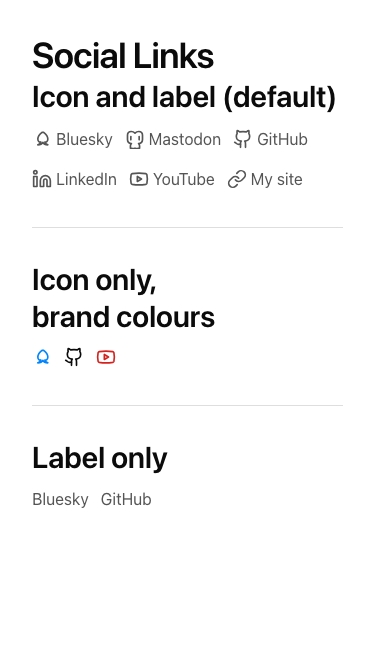 Social Links
Icon and label (default)
Bluesky Mastodon GitHub
LinkedIn YouTube My site
Icon only,
brand colours
Label only
Bluesky GitHub